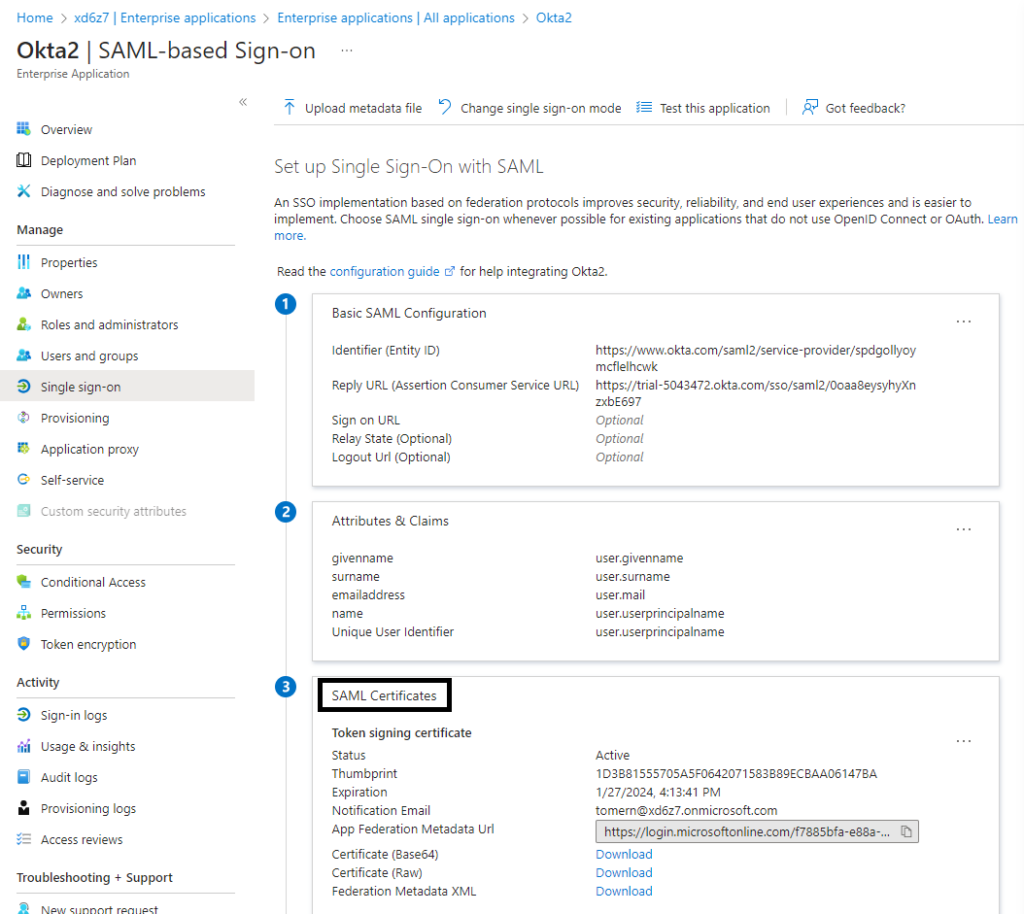 Home > xd6z7 | Enterprise applications > Enterprise applications | All applications > Okta2
Okta2 | SAML-based Sign-on ...
Enterprise Application
«
Overview
Deployment Plan
Diagnose and solve problems
Manage
Properties
Owners
Roles and administrators
Users and groups
Single sign-on
Provisioning
Application proxy
Self-service
Custom security attributes
Security
Conditional Access
Permissions
Token encryption
Activity
Sign-in logs
Usage & insights
Audit logs
Provisioning logs
Access reviews
Troubleshooting + Support
New support request
Upload metadata file Change single sign-on mode Test this application Got feedback?
Set up Single Sign-On with SAML
An SSO implementation based on federation protocols improves security, reliability, and end user experiences and is easier to
implement. Choose SAML single sign-on whenever possible for existing applications that do not use OpenID Connect or OAuth. Learn
more.
Read the configuration guide for help integrating Okta2.
1
Basic SAML Configuration ...
Identifier (Entity ID) https://www.okta.com/saml2/service-provider/spdgollyoy
mcflelhcwk
Reply URL (Assertion Consumer Service URL) https://trial-5043472.okta.com/sso/saml2/0oaa8eysyhyXn
zxbE697
Sign on URL Optional
Relay State (Optional) Optional
Logout Url (Optional) Optional
2
Attributes & Claims ...
givenname user.givenname
surname user.surname
emailaddress user.mail
name user.userprincipalname
Unique User Identifier user.userprincipalname
3
SAML Certificates
Token signing certificate ...
Status Active
Thumbprint 1D3B81555705A5F0642071583B89ECBAA06147BA
Expiration 1/27/2024, 4:13:41 PM
Notification Email tomern@xd6z7.onmicrosoft.com
App Federation Metadata Url https://login.microsoftonline.com/f7885bfa-e88a-...
Certificate (Base64) Download
Certificate (Raw) Download
Federation Metadata XML Download